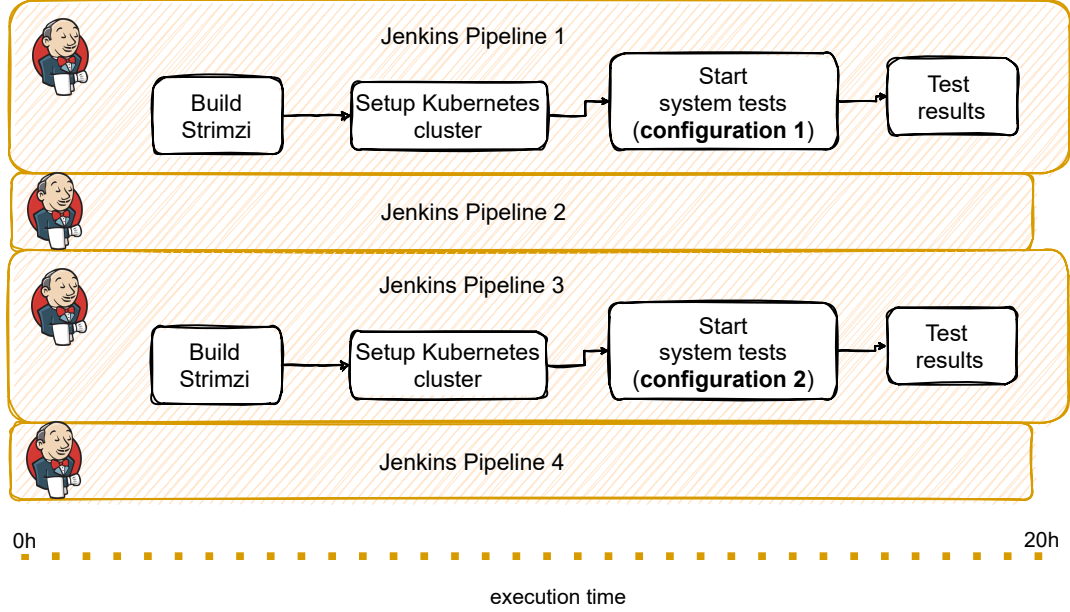 Jenkins Pipeline 1
Build
Strimzi
Setup Kubernetes
cluster
Start
system tests
(configuration 1)
Test
results
Jenkins Pipeline 2
Jenkins Pipeline 3
Build
Strimzi
Setup Kubernetes
cluster
Start
system tests
(configuration 2)
Test
results
Jenkins Pipeline 4
0h
20h
execution time